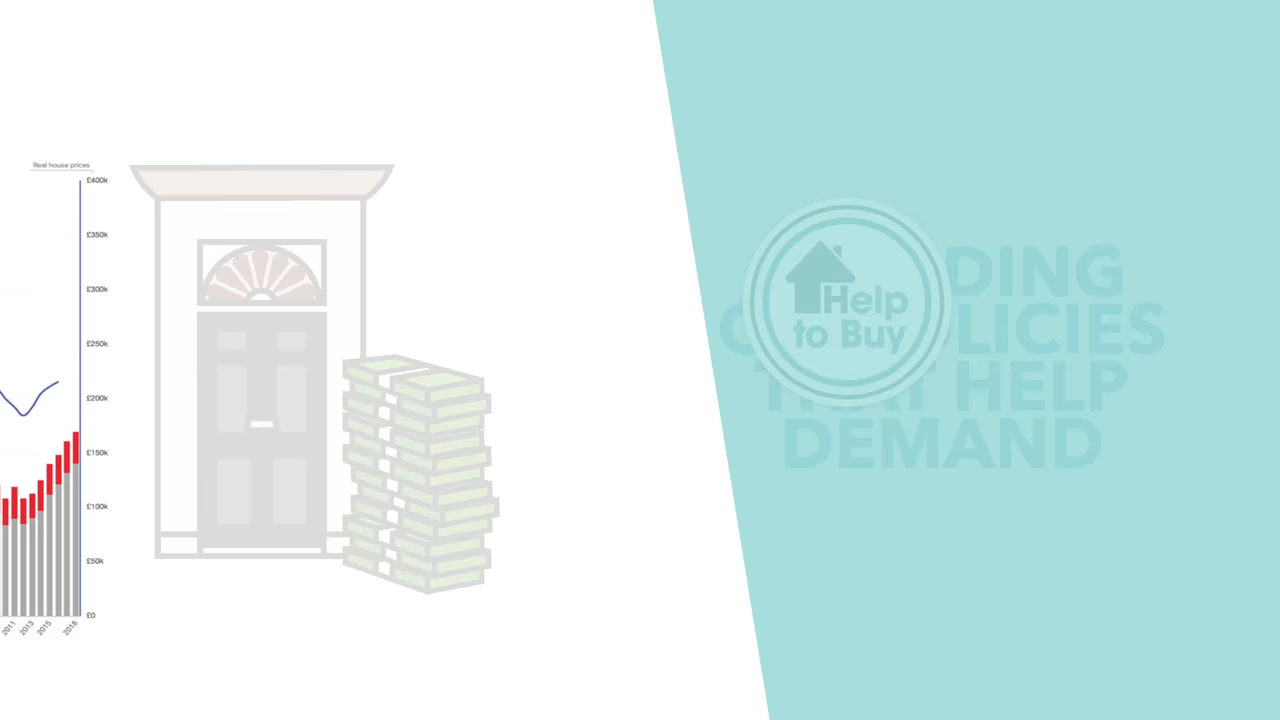 Real house prices
£400k
£350k
£300k
£250k
£200k
£150k
£100k
£50k
£0
2011
2013
2015
2018
Help
to Buy
DING
LICIES
THAT HELP
DEMAND